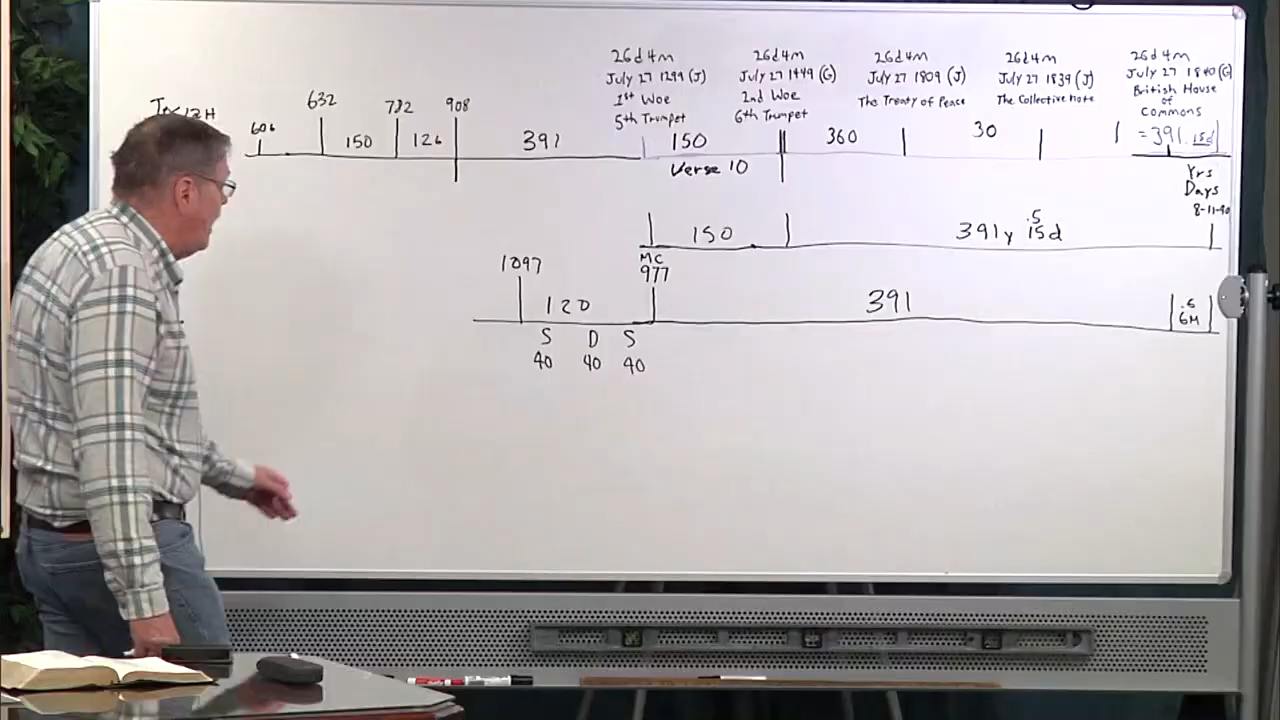 26d 4m
July 27 1299 (J)
1st Woe
5th Trumpet
26d 4m
July 27 1449 (G)
2nd Woe
6th Trumpet
26d 4m
July 27 1809 (J)
The Treaty of Peace
26d 4m
July 27 1839 (J)
The Collective note
26d 4m
July 27 1840 (G)
British House
of
Commons
606
632
150
126
908
391
150
Verse 10
360
30
=391.15d
Yrs
Days
8-11-40
150
391y .5 15d
1097
MC
977
120
391
.5
6M
S D S
40 40 40